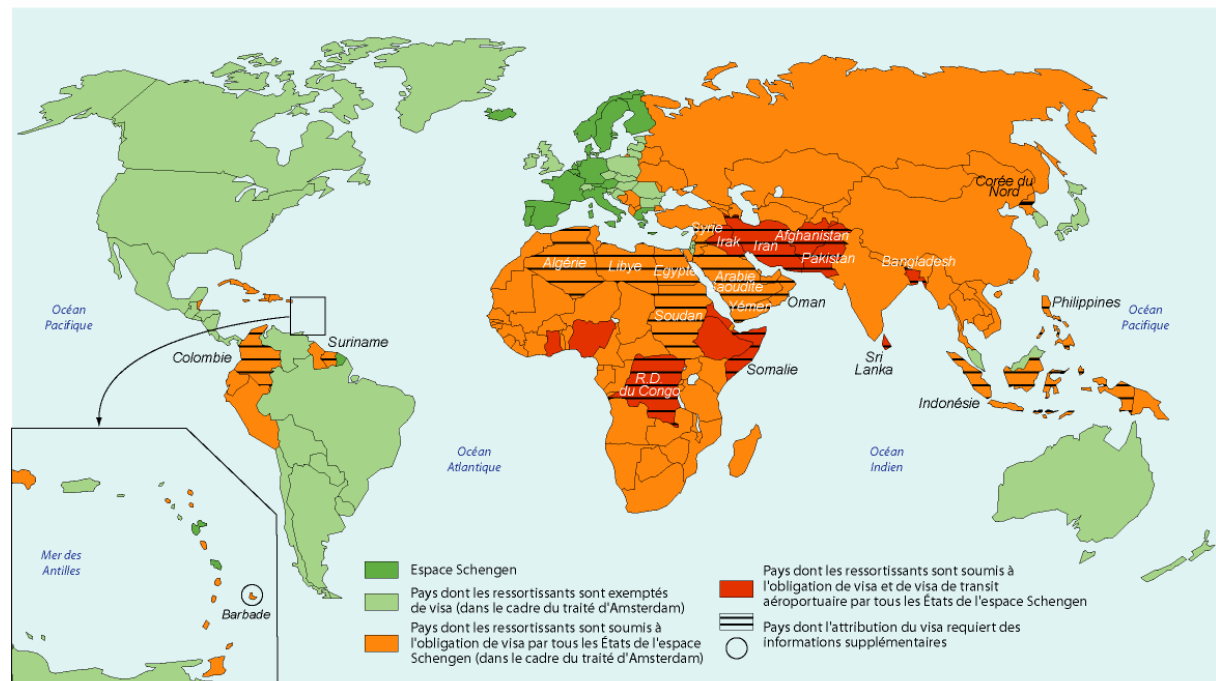 Corée du
Nord
Syrie
Irak
Iran
Afghanistan
Pakistan
Bangladesh
Algérie
Libye
Egypte
Arabie
Saoudite
Oman
Yémen
Soudan
Philippines
Océan
Pacifique
Océan
Pacifique
Suriname
Colombie
Somalie
Sri
Lanka
R.D.
du Congo
Indonésie
Océan
Atlantique
Océan
Indien
Mer des
Antilles
Barbade
Espace Schengen
Pays dont les ressortissants sont exemptés
de visa (dans le cadre du traité d'Amsterdam)
Pays dont les ressortissants sont soumis à
l'obligation de visa par tous les États de l'espace
Schengen (dans le cadre du traité d'Amsterdam)
Pays dont les ressortissants sont soumis à
l'obligation de visa et de visa de transit
aéroportuaire par tous les États de l'espace Schengen
Pays dont l'attribution du visa requiert des
informations supplémentaires